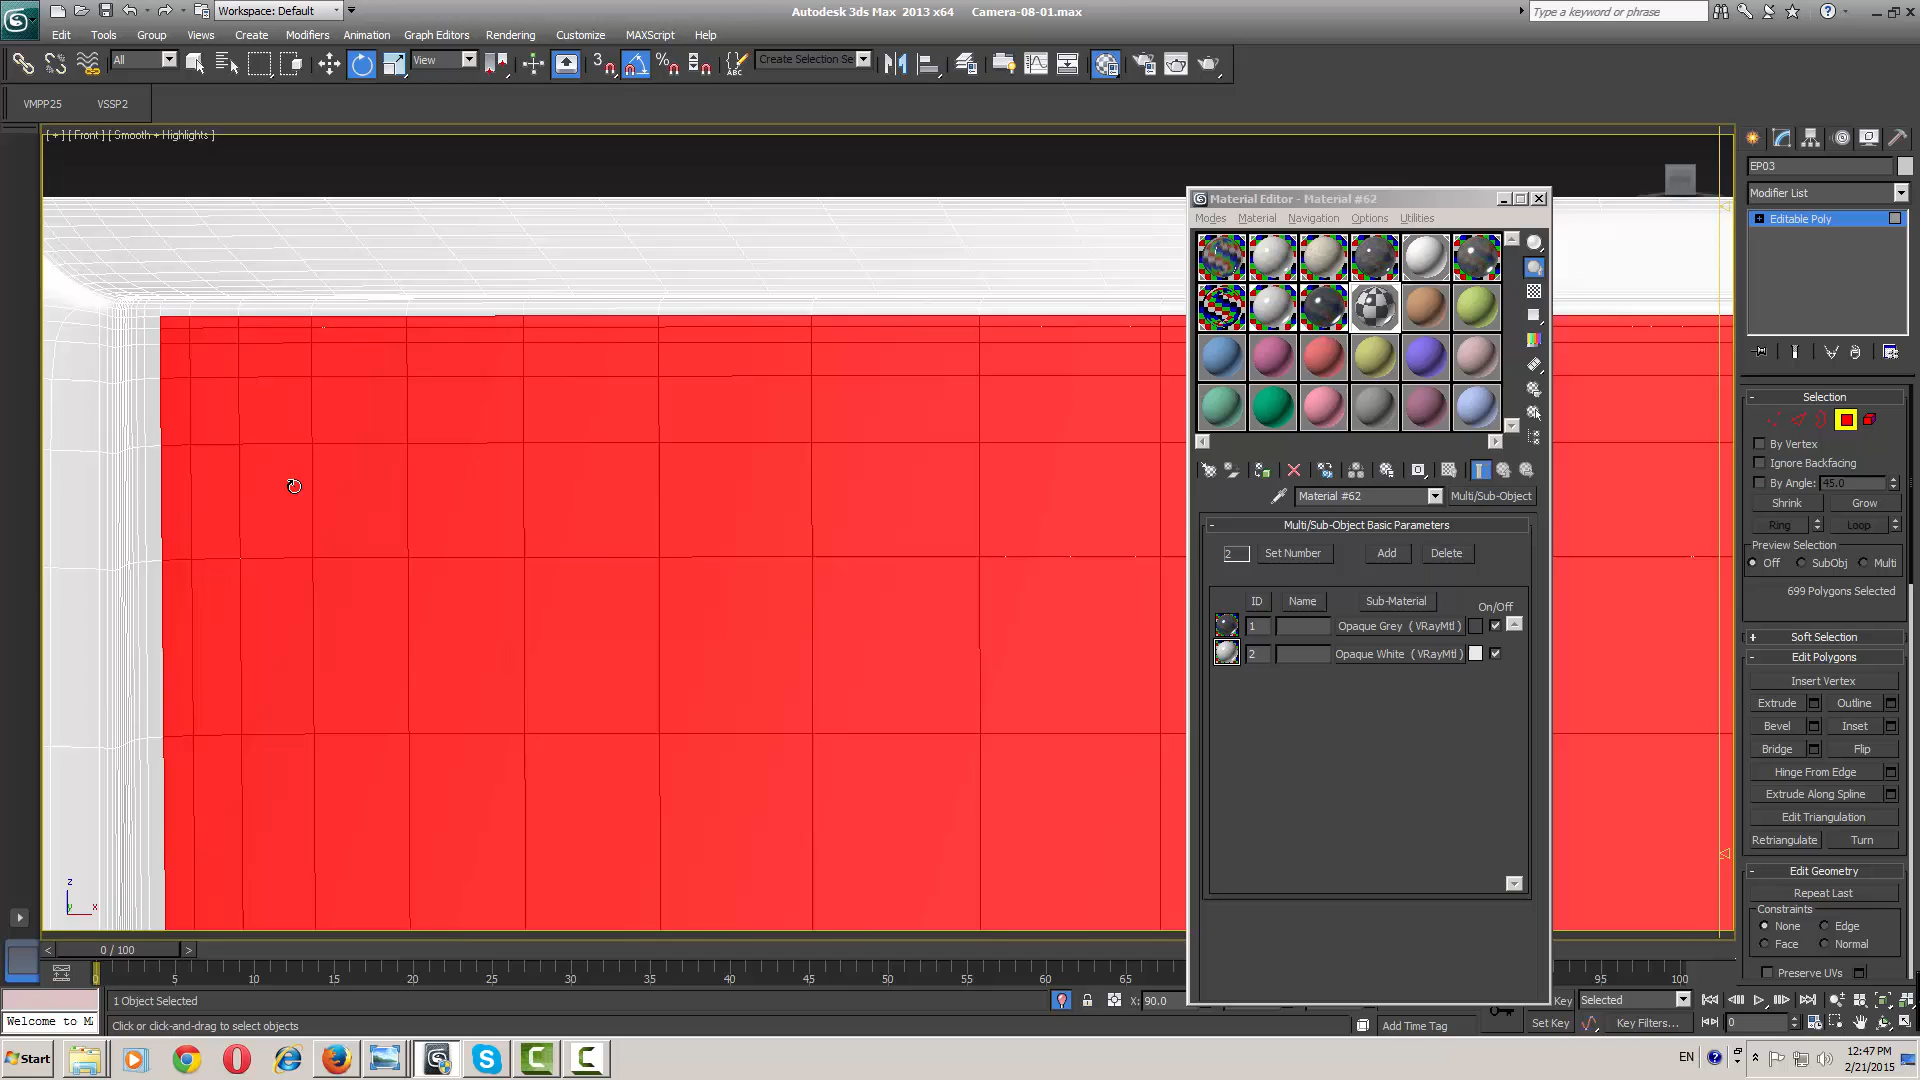 Workspace: Default
Autodesk 3ds Max 2013 x64 Camera-08-01.max
Type a keyword or phrase
Edit Tools Group Views Create Modifiers Animation Graph Editors Rendering Customize MAXScript Help
All
View
3
Create Selection Se
VMPP25 VSSP2
[ + ] [ Front ] [ Smooth + Highlights ]
EP03
Modifier List
Editable Poly
Material Editor - Material #62
Modes Material Navigation Options Utilities
Material #62
Multi/Sub-Object
- Multi/Sub-Object Basic Parameters
2 Set Number Add Delete
ID Name Sub-Material On/Off
1 Opaque Grey ( VRayMtl )
2 Opaque White ( VRayMtl )
- Selection
By Vertex
Ignore Backfacing
By Angle: 45.0
Shrink Grow
Ring Loop
Preview Selection
Off SubObj Multi
699 Polygons Selected
+ Soft Selection
- Edit Polygons
Insert Vertex
Extrude Outline
Bevel Inset
Bridge Flip
Hinge From Edge
Extrude Along Spline
Edit Triangulation
Retriangulate Turn
- Edit Geometry
Repeat Last
Constraints
None Edge
Face Normal
Preserve UVs
z
y x
< 0 / 100 >
0 5 10 15 20 25 30 35 40 45 50 55 60 65 95 100
1 Object Selected
X: 90.0
Key Selected
Welcome to M
Click or click-and-drag to select objects
Add Time Tag
Set Key Key Filters... 0
Start
EN
12:47 PM
2/21/2015